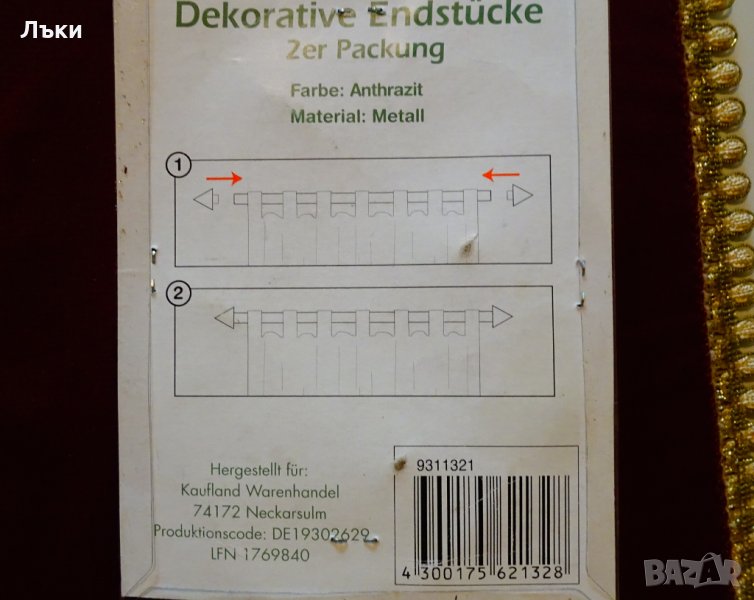 Лъки
Dekorative Endstücke
2er Packung
Farbe: Anthrazit
Material: Metall
1
2
Hergestellt für:
Kaufland Warenhandel
74172 Neckarsulm
Produktionscode: DE19302629
LFN 1769840
9311321
4 300175 621328
BAZAR